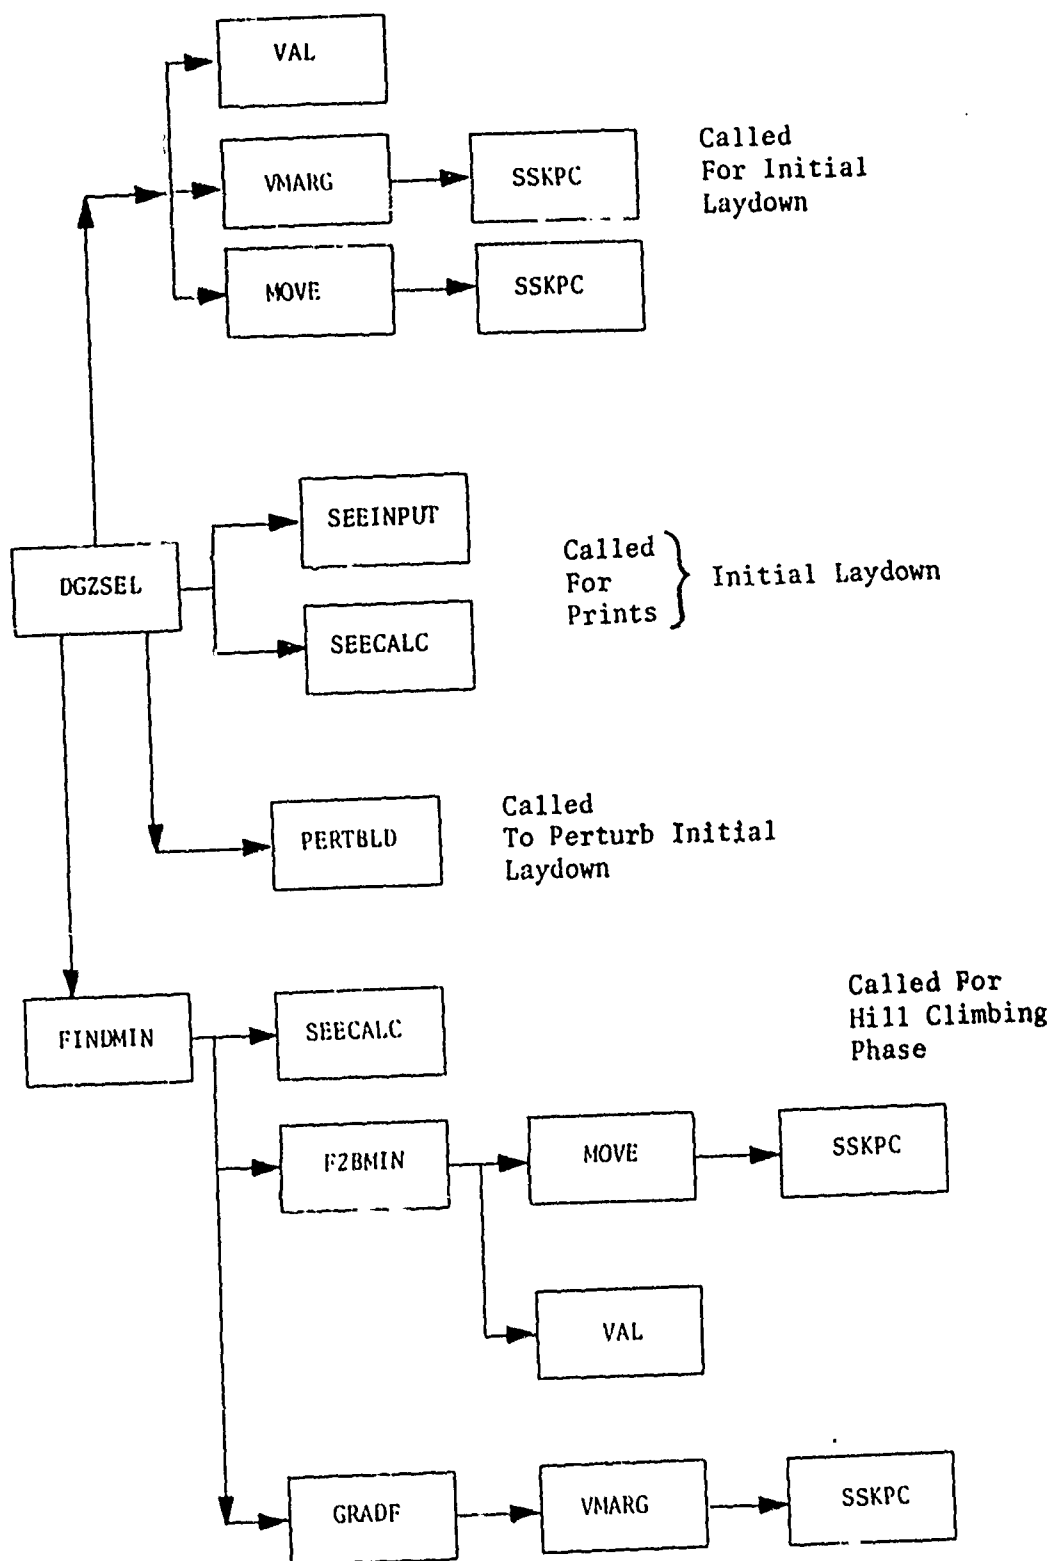 VAL
VMARG
SSKPC
Called
For Initial
Laydown
MOVE
SSKPC
SEEINPUT
DGZSEL
Called
For
Prints
Initial Laydown
SEECALC
PERTBLD
Called
To Perturb Initial
Laydown
FINDMIN
SEECALC
Called For
Hill Climbing
Phase
F2BMIN
MOVE
SSKPC
VAL
GRADF
VMARG
SSKPC